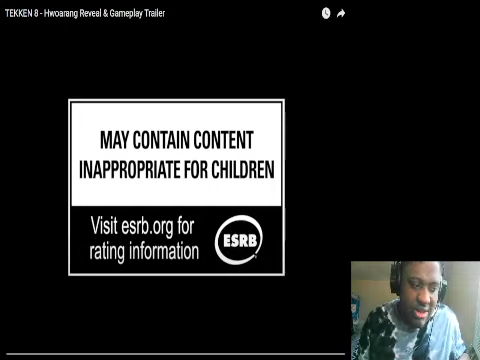 TEKKEN 8 - Hwoarang Reveal & Gameplay Trailer
MAY CONTAIN CONTENT
INAPPROPRIATE FOR CHILDREN
Visit esrb.org for
rating information
ESRB